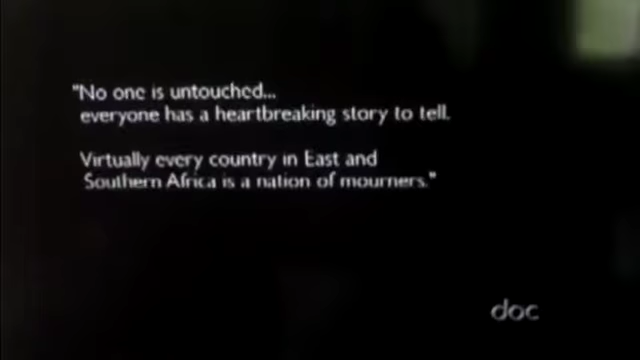 "No one is untouched...
everyone has a heartbreaking story to tell.
Virtually every country in East and
Southern Africa is a nation of mourners."
doc